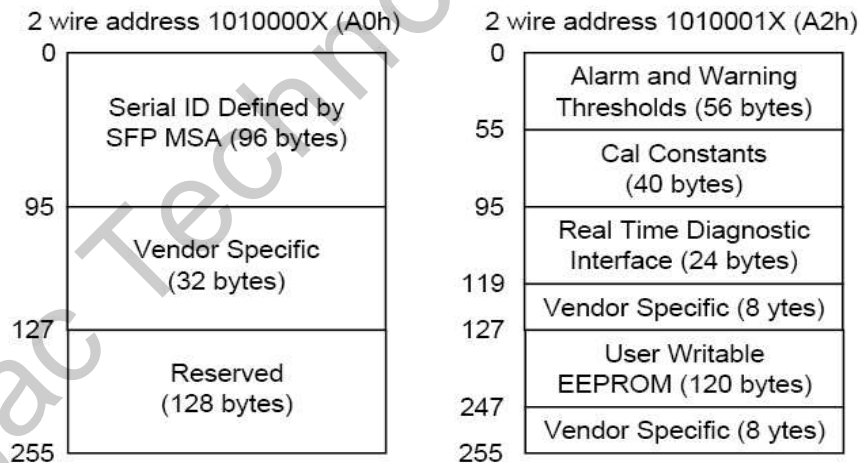 2 wire address 1010000X (A0h)
0
Serial ID Defined by
SFP MSA (96 bytes)
95
Vendor Specific
(32 bytes)
127
Reserved
(128 bytes)
255
2 wire address 1010001X (A2h)
0
Alarm and Warning
Thresholds (56 bytes)
55
Cal Constants
(40 bytes)
95
Real Time Diagnostic
Interface (24 bytes)
119
Vendor Specific (8 ytes)
127
User Writable
EEPROM (120 bytes)
247
Vendor Specific (8 ytes)
255